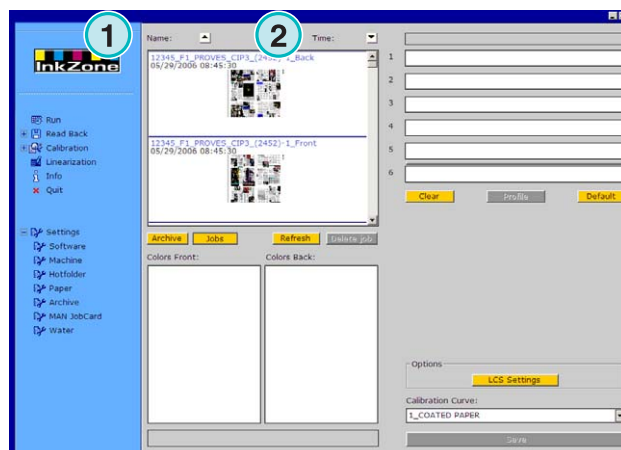 1
2
InkZone
Run
Read Back
Calibration
Linearization
Info
Quit
Settings
Software
Machine
Hotfolder
Paper
Archive
MAN JobCard
Water
Name:
Time:
12345_F1_PROVES_CIP3_(2452)-1_Back
05/29/2006 08:45:30
12345_F1_PROVES_CIP3_(2452)-1_Front
05/29/2006 08:45:30
Archive
Jobs
Refresh
Delete job
Colors Front:
Colors Back:
1
2
3
4
5
6
Clear
Profile
Default
Options
LCS Settings
Calibration Curve:
1_COATED PAPER
Save